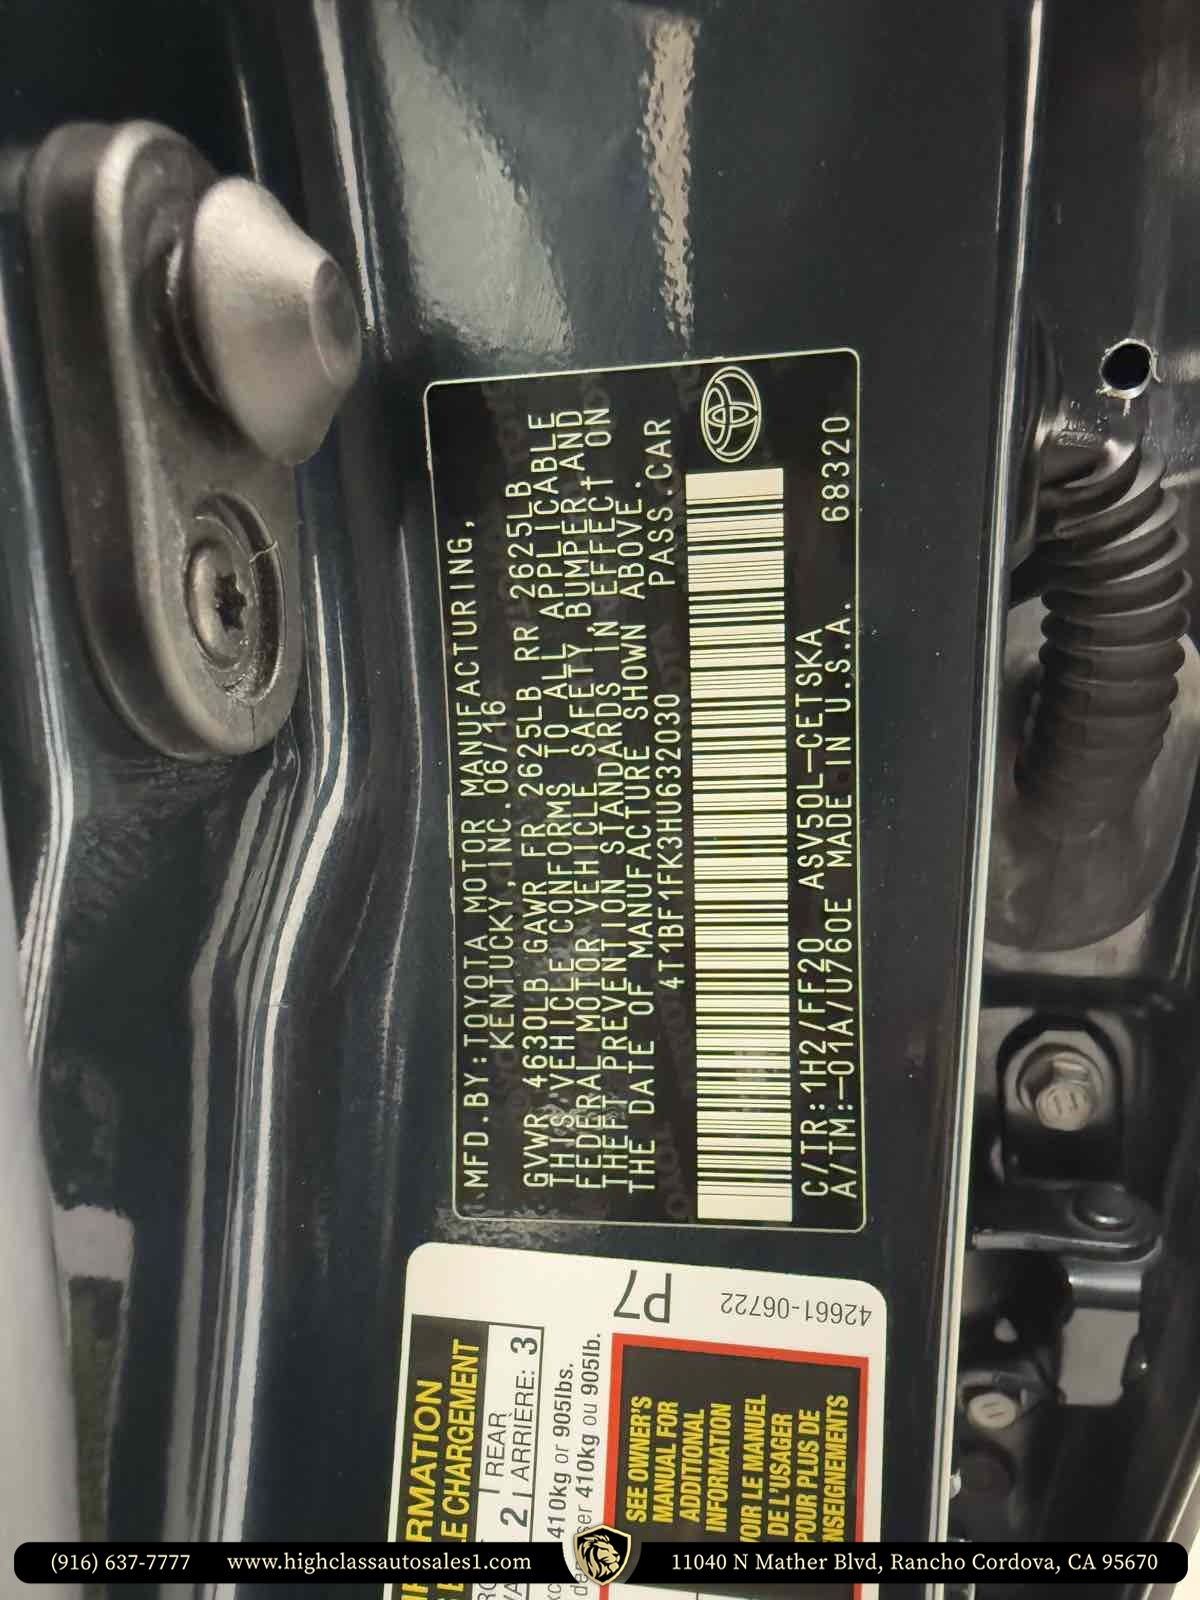 MFD.BY:TOYOTA MOTOR MANUFACTURING,
KENTUCKY,INC. 06/16
GVWR 4630LB GAWR FR 2625LB RR 2625LB
THIS VEHICLE CONFORMS TO ALL APPLICABLE
FEDERAL MOTOR VEHICLE SAFETY,BUMPER,AND
THEFT PREVENTION STANDARDS IN EFFECT ON
THE DATE OF MANUFACTURE SHOWN ABOVE.
4T1BF1FK3HU632030 PASS.CAR
C/TR:1H2/FF20 ASV50L-CETSKA
A/TM:-01A/U760E MADE IN U.S.A. 68320
P7
42661-06722
CHARGEMENT
REAR
2 ARRIÈRE: 3
410kg or 905lbs.
410kg ou 905lb.
SEE OWNER'S
MANUAL FOR
ADDITIONAL
INFORMATION
VOIR LE MANUEL
DE L'USAGER
POUR PLUS DE
(916) 637-7777 www.highclassautosales1.com 11040 N Mather Blvd, Rancho Cordova, CA 95670